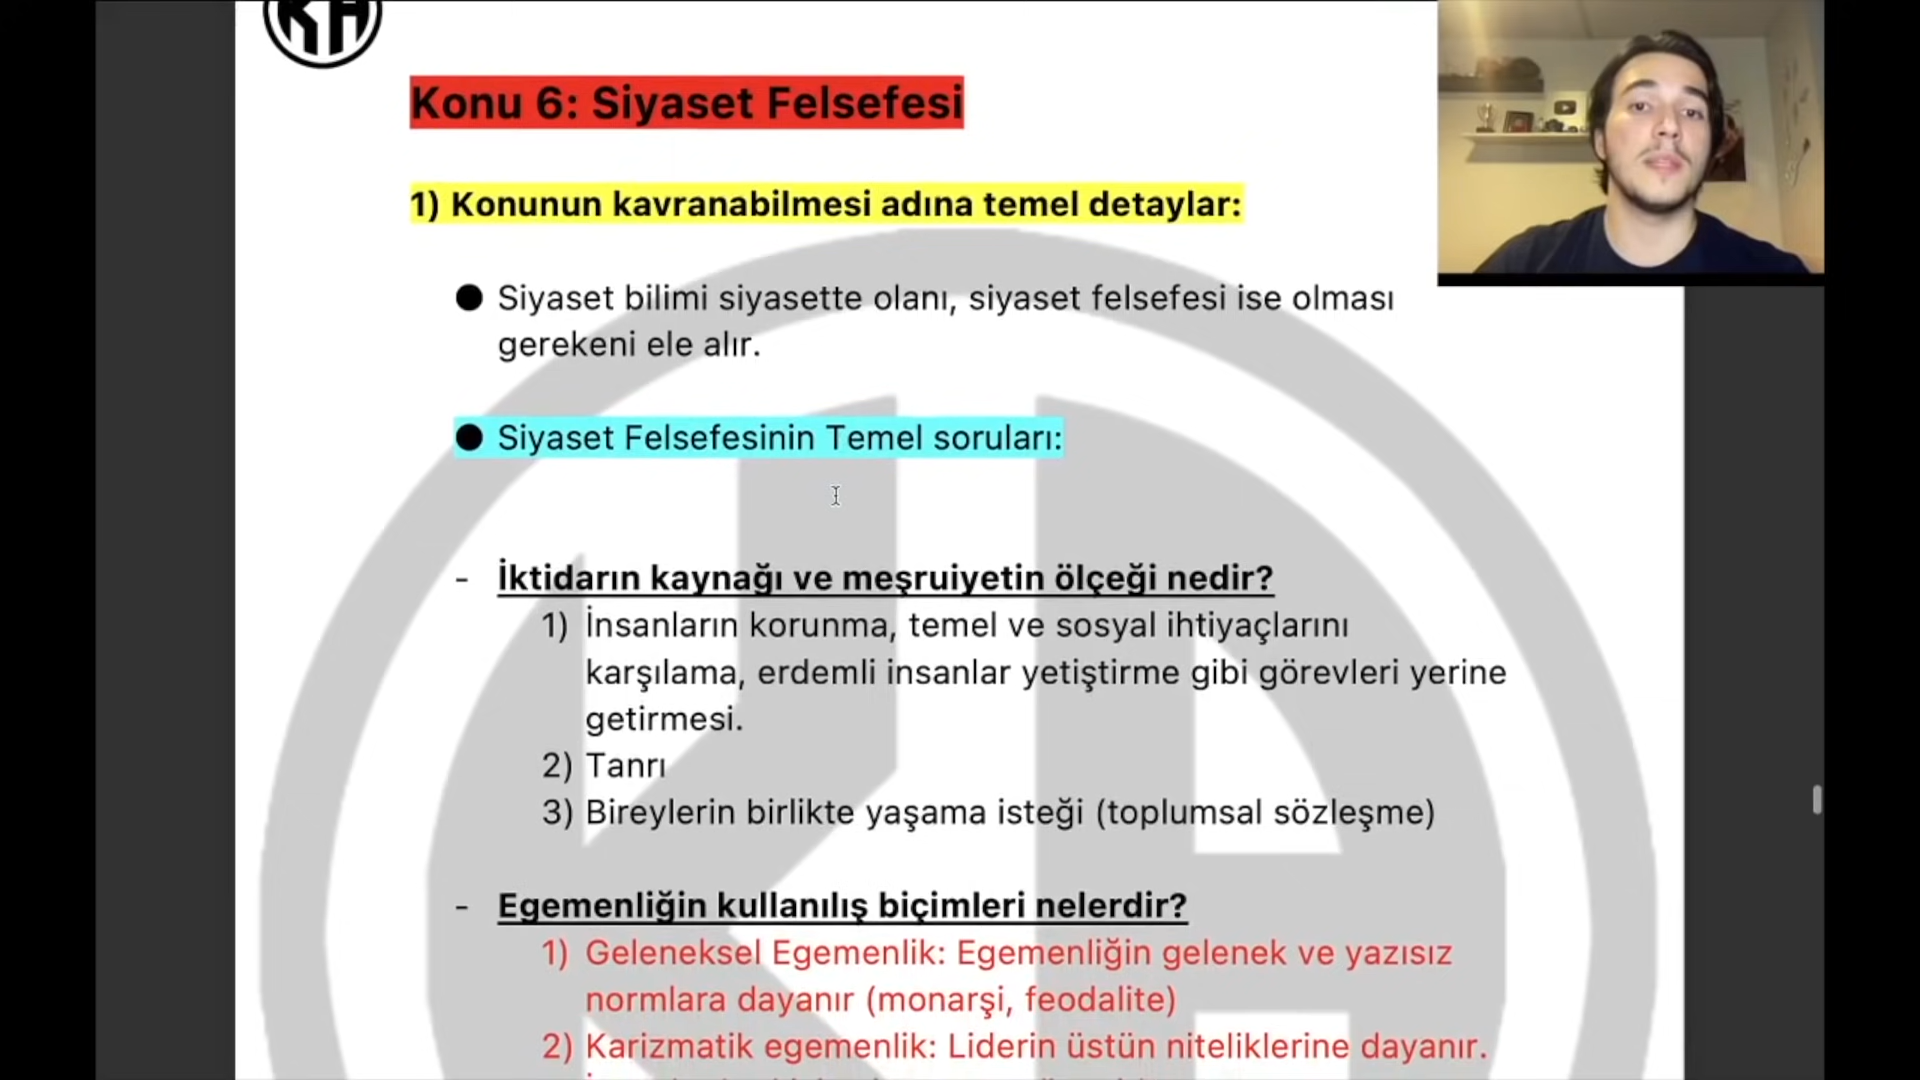 KA
Konu 6: Siyaset Felsefesi
1) Konunun kavranabilmesi adına temel detaylar:
● Siyaset bilimi siyasette olanı, siyaset felsefesi ise olması
gerekeni ele alır.
● Siyaset Felsefesinin Temel soruları:
- İktidarın kaynağı ve meşruiyetin ölçeği nedir?
1) İnsanların korunma, temel ve sosyal ihtiyaçlarını
karşılama, erdemli insanlar yetiştirme gibi görevleri yerine
getirmesi.
2) Tanrı
3) Bireylerin birlikte yaşama isteği (toplumsal sözleşme)
- Egemenliğin kullanılış biçimleri nelerdir?
1) Geleneksel Egemenlik: Egemenliğin gelenek ve yazısız
normlara dayanır (monarşi, feodalite)
2) Karizmatik egemenlik: Liderin üstün niteliklerine dayanır.